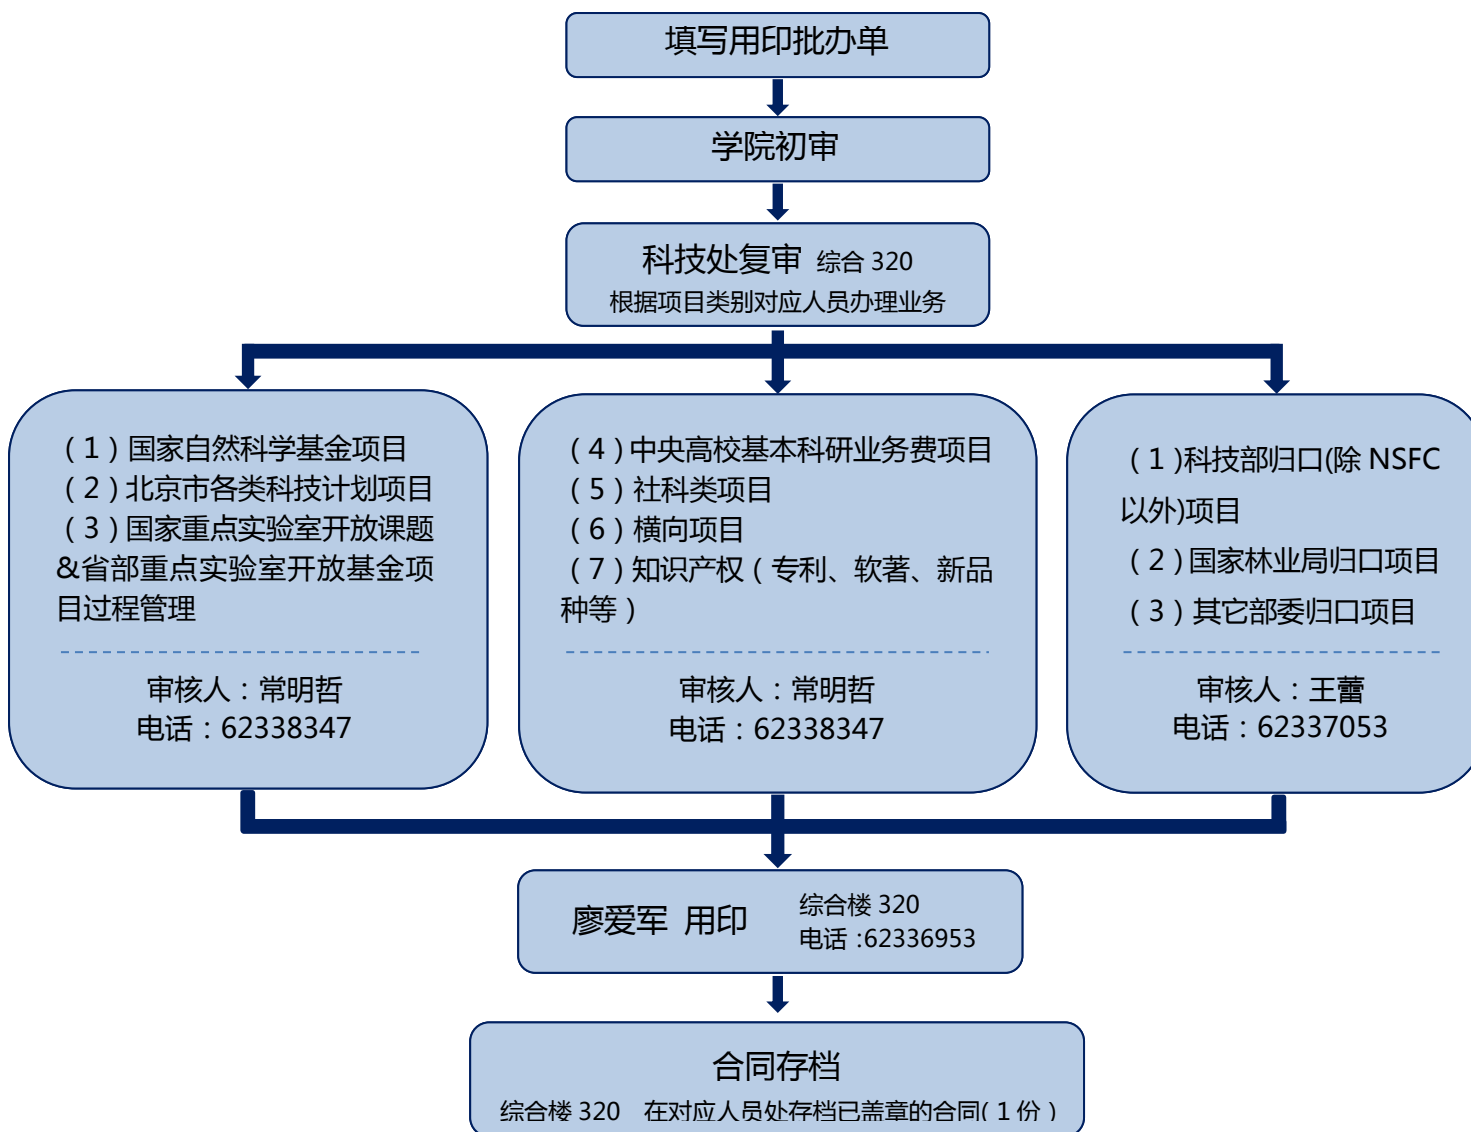 填写用印批办单
学院初审
科技处复审 综合 320
根据项目类别对应人员办理业务
（1）国家自然科学基金项目
（2）北京市各类科技计划项目
（3）国家重点实验室开放课题
&省部重点实验室开放基金项
目过程管理
审核人：常明哲
电话：62338347
（4）中央高校基本科研业务费项目
（5）社科类项目
（6）横向项目
（7）知识产权（专利、软著、新品
种等）
审核人：常明哲
电话：62338347
（1）科技部归口(除 NSFC
以外)项目
（2）国家林业局归口项目
（3）其它部委归口项目
审核人：王蕾
电话：62337053
廖爱军 用印
综合楼 320
电话：62336953
合同存档
综合楼 320 在对应人员处存档已盖章的合同(1 份）